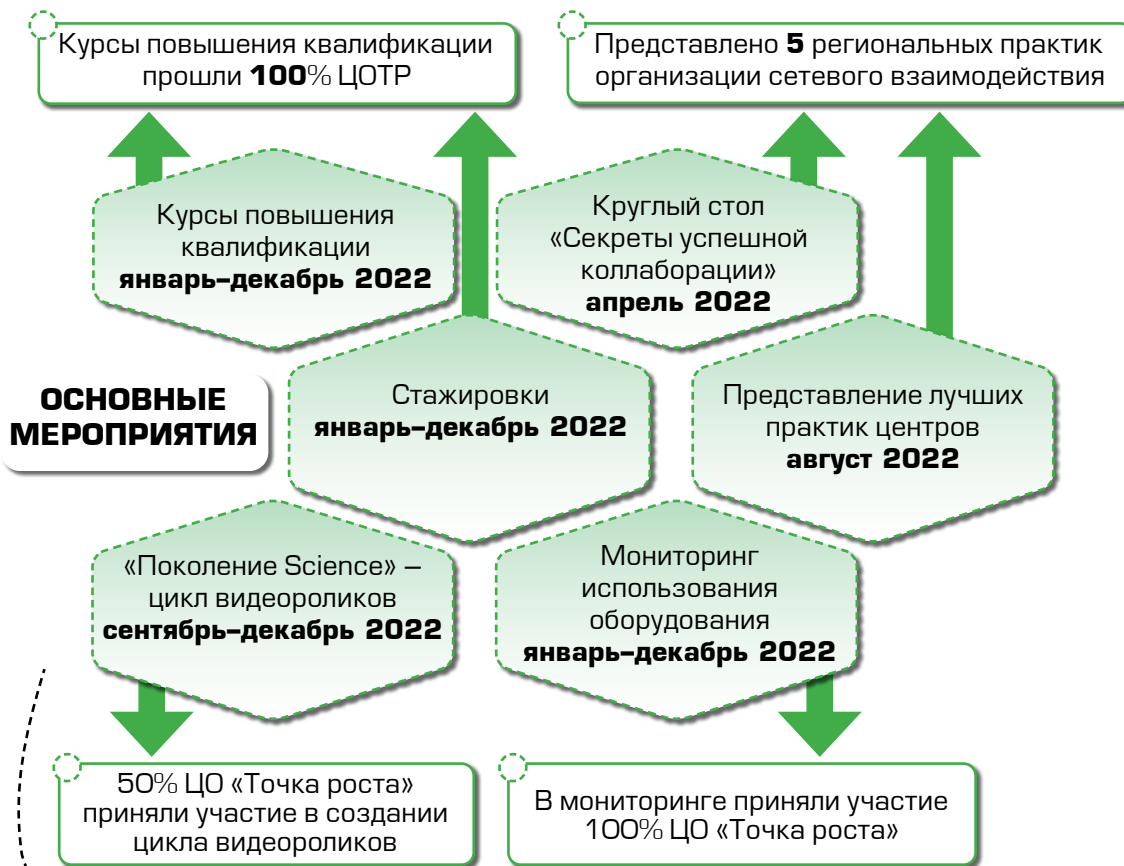 Курсы повышения квалификации
прошли 100% ЦОТР
Представлено 5 региональных практик
организации сетевого взаимодействия
Курсы повышения
квалификации
январь–декабрь 2022
Круглый стол
«Секреты успешной
коллаборации»
апрель 2022
ОСНОВНЫЕ
МЕРОПРИЯТИЯ
Стажировки
январь–декабрь 2022
Представление лучших
практик центров
август 2022
«Поколение Science» –
цикл видеороликов
сентябрь–декабрь 2022
Мониторинг
использования
оборудования
январь–декабрь 2022
50% ЦО «Точка роста»
приняли участие в создании
цикла видеороликов
В мониторинге приняли участие
100% ЦО «Точка роста»